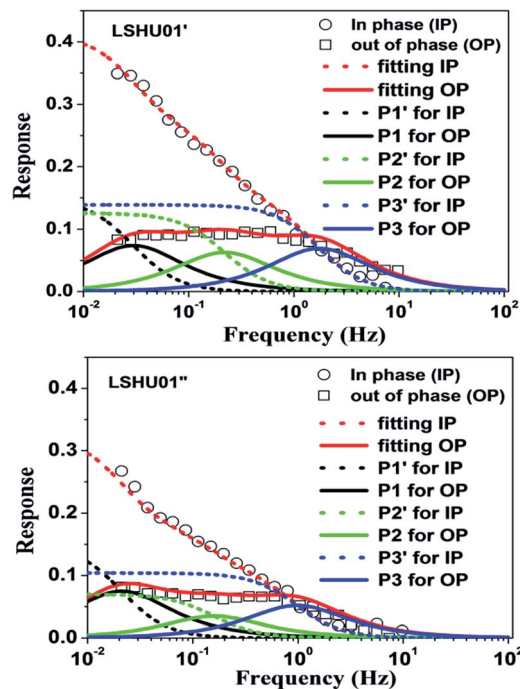 LSHU01'
In phase (IP)
out of phase (OP)
fitting IP
fitting OP
P1' for IP
P1 for OP
P2' for IP
P2 for OP
P3' for IP
P3 for OP
Response
0.4
0.3
0.2
0.1
0.0
10⁻² 10⁻¹ 10⁰ 10¹ 10²
Frequency (Hz)
LSHU01"
In phase (IP)
out of phase (OP)
fitting IP
fitting OP
P1' for IP
P1 for OP
P2' for IP
P2 for OP
P3' for IP
P3 for OP
Response
0.4
0.3
0.2
0.1
0.0
10⁻² 10⁻¹ 10⁰ 10¹ 10²
Frequency (Hz)